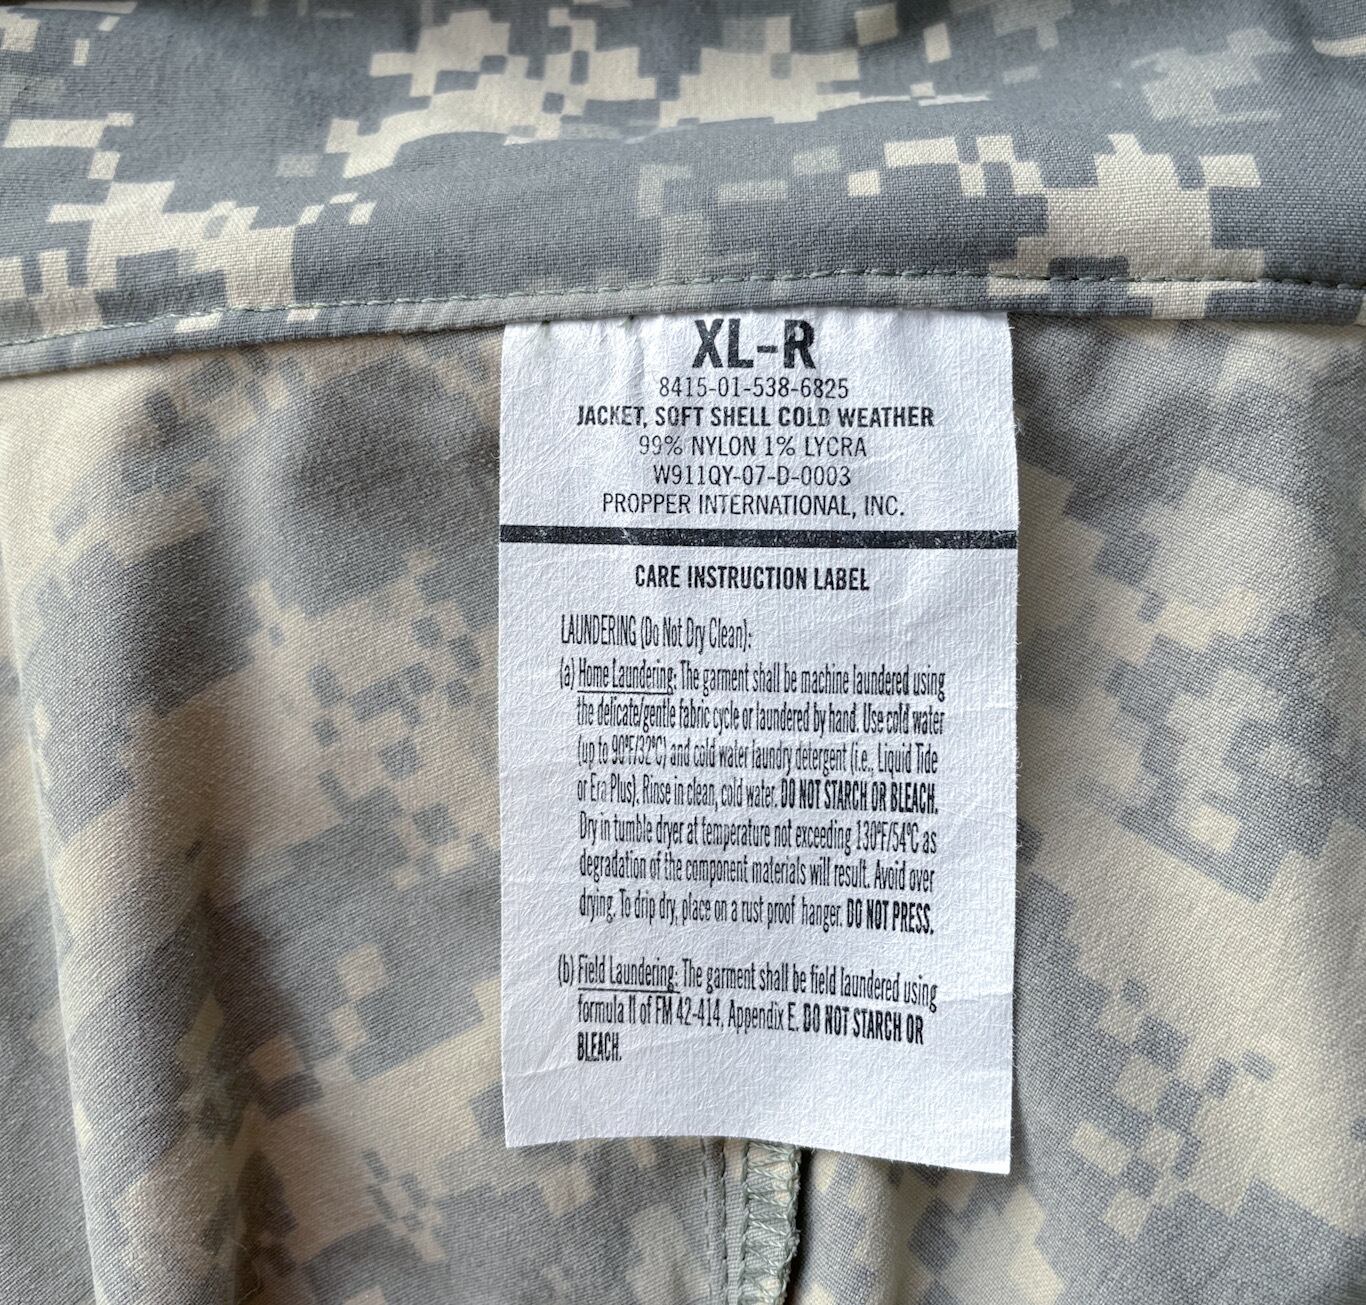 XL-R
8415-01-538-6825
JACKET, SOFT SHELL COLD WEATHER
99% NYLON 1% LYCRA
W911QY-07-D-0003
PROPPER INTERNATIONAL, INC.
CARE INSTRUCTION LABEL
LAUNDERING (Do Not Dry Clean):
(a) Home Laundering: The garment shall be machine laundered using
the delicate/gentle fabric cycle or laundered by hand. Use cold water
(up to 90°F/32°C) and cold water laundry detergent (i.e., Liquid Tide
or Era Plus). Rinse in clean, cold water. DO NOT STARCH OR BLEACH.
Dry in tumble dryer at temperature not exceeding 130°F/54°C as
degradation of the component materials will result. Avoid over
drying. To drip dry, place on a rust proof hanger. DO NOT PRESS.
(b) Field Laundering: The garment shall be field laundered using
formula II of FM 42-414, Appendix E. DO NOT STARCH OR
BLEACH.